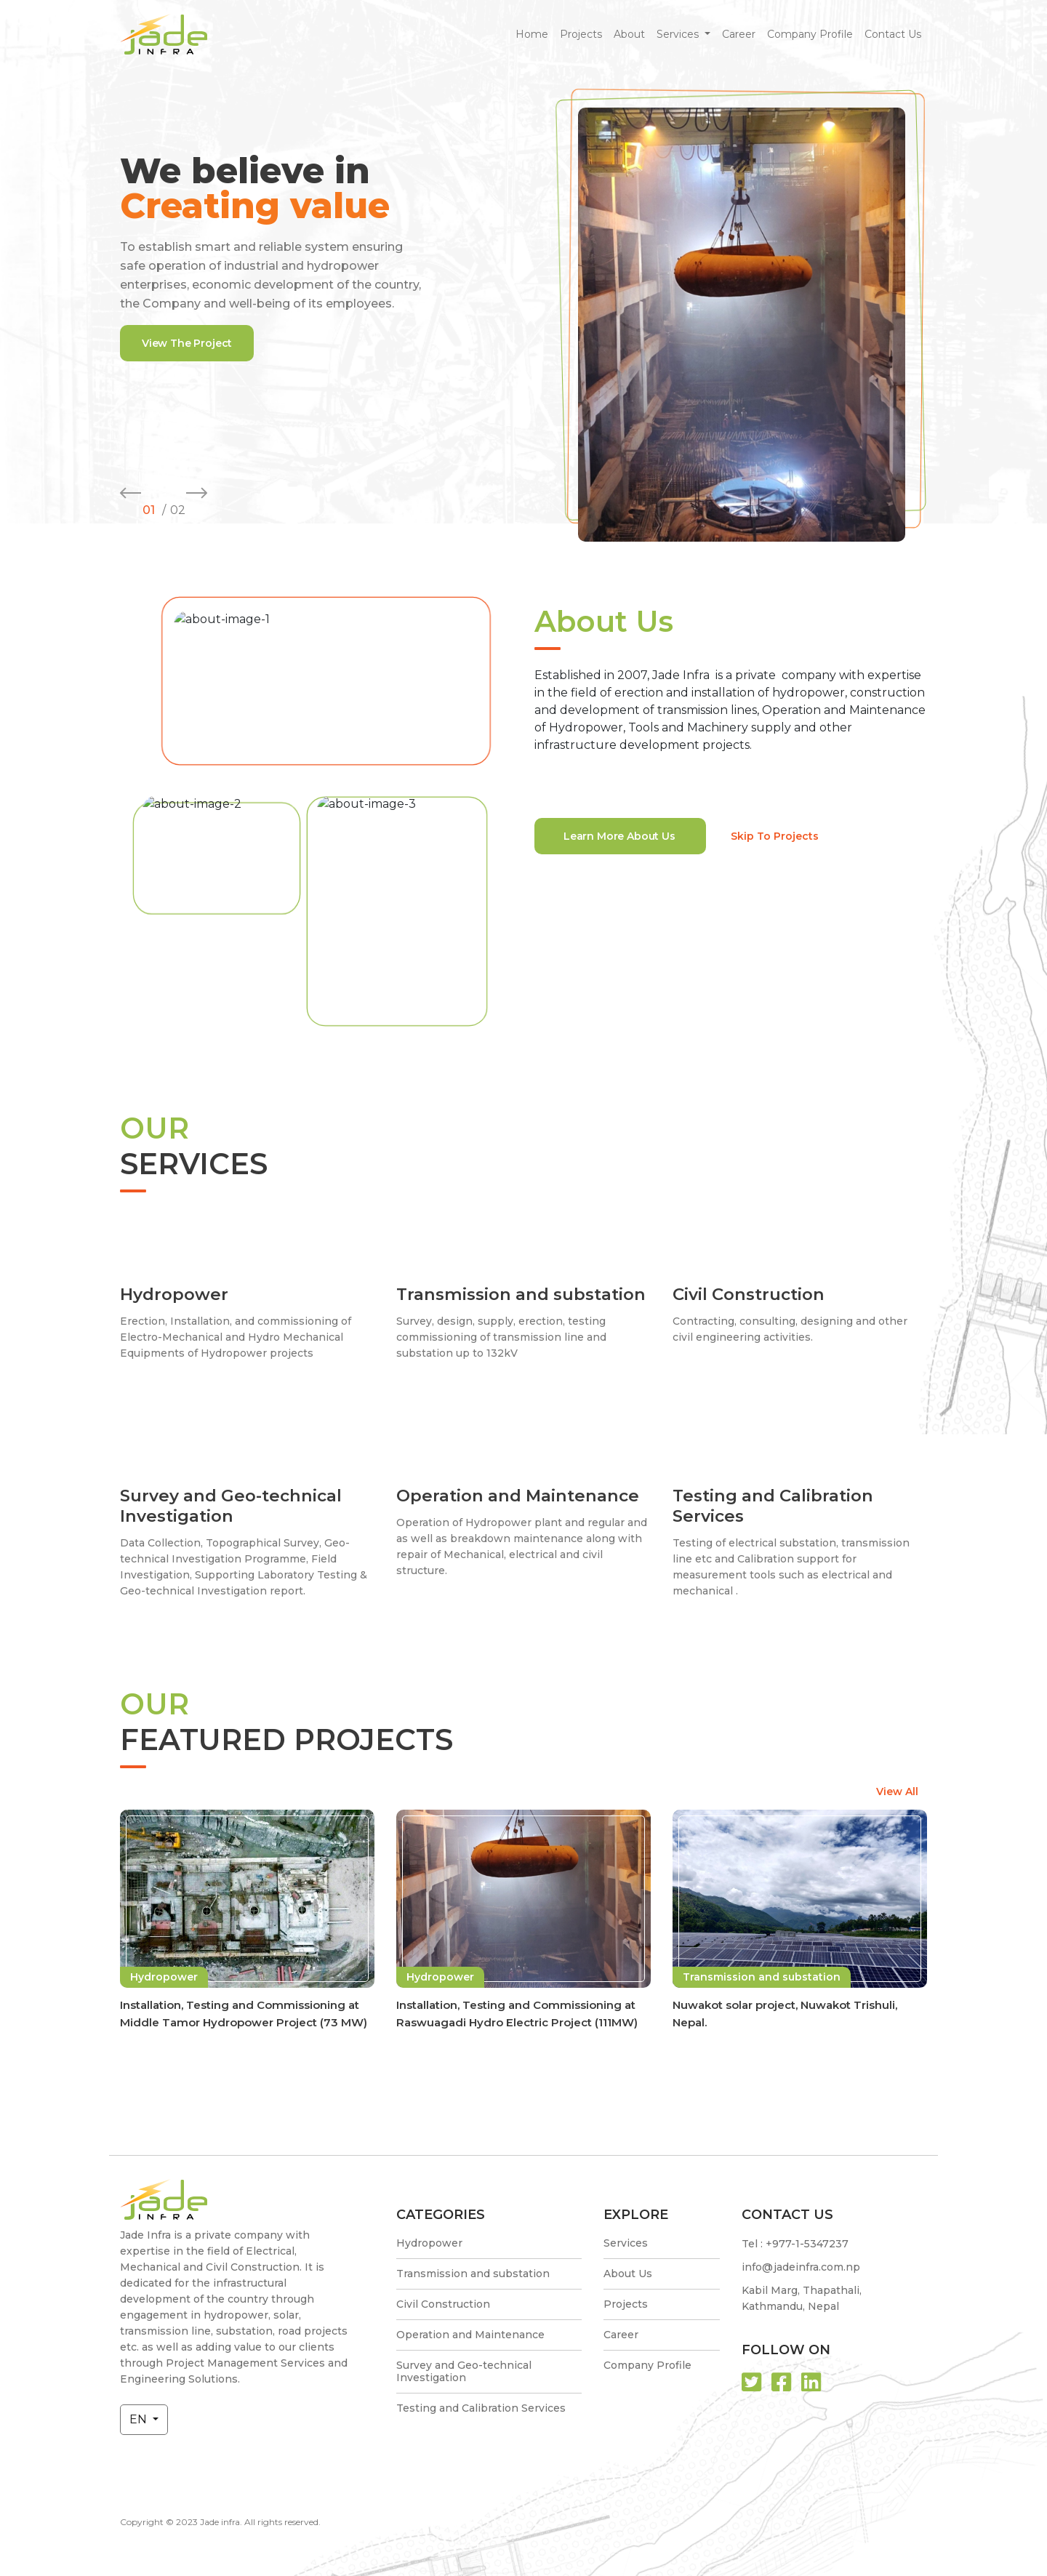 jade
INFRA
Home Projects About Services Career Company Profile Contact Us
We believe in
Creating value
To establish smart and reliable system ensuring
safe operation of industrial and hydropower
enterprises, economic development of the country,
the Company and well-being of its employees.
View The Project
01 / 02
about-image-1
about-image-2
about-image-3
About Us
Established in 2007, Jade Infra is a private company with expertise
in the field of erection and installation of hydropower, construction
and development of transmission lines, Operation and Maintenance
of Hydropower, Tools and Machinery supply and other
infrastructure development projects.
Learn More About Us
Skip To Projects
OUR
SERVICES
Hydropower
Erection, Installation, and commissioning of
Electro-Mechanical and Hydro Mechanical
Equipments of Hydropower projects
Transmission and substation
Survey, design, supply, erection, testing
commissioning of transmission line and
substation up to 132kV
Civil Construction
Contracting, consulting, designing and other
civil engineering activities.
Survey and Geo-technical
Investigation
Data Collection, Topographical Survey, Geo-
technical Investigation Programme, Field
Investigation, Supporting Laboratory Testing &
Geo-technical Investigation report.
Operation and Maintenance
Operation of Hydropower plant and regular and
as well as breakdown maintenance along with
repair of Mechanical, electrical and civil
structure.
Testing and Calibration
Services
Testing of electrical substation, transmission
line etc and Calibration support for
measurement tools such as electrical and
mechanical .
OUR
FEATURED PROJECTS
View All
Hydropower
Installation, Testing and Commissioning at
Middle Tamor Hydropower Project (73 MW)
Hydropower
Installation, Testing and Commissioning at
Raswuagadi Hydro Electric Project (111MW)
Transmission and substation
Nuwakot solar project, Nuwakot Trishuli,
Nepal.
jade
INFRA
Jade Infra is a private company with
expertise in the field of Electrical,
Mechanical and Civil Construction. It is
dedicated for the infrastructural
development of the country through
engagement in hydropower, solar,
transmission line, substation, road projects
etc. as well as adding value to our clients
through Project Management Services and
Engineering Solutions.
EN
CATEGORIES
Hydropower
Transmission and substation
Civil Construction
Operation and Maintenance
Survey and Geo-technical
Investigation
Testing and Calibration Services
EXPLORE
Services
About Us
Projects
Career
Company Profile
CONTACT US
Tel : +977-1-5347237
info@jadeinfra.com.np
Kabil Marg, Thapathali,
Kathmandu, Nepal
FOLLOW ON
Copyright © 2023 Jade infra. All rights reserved.